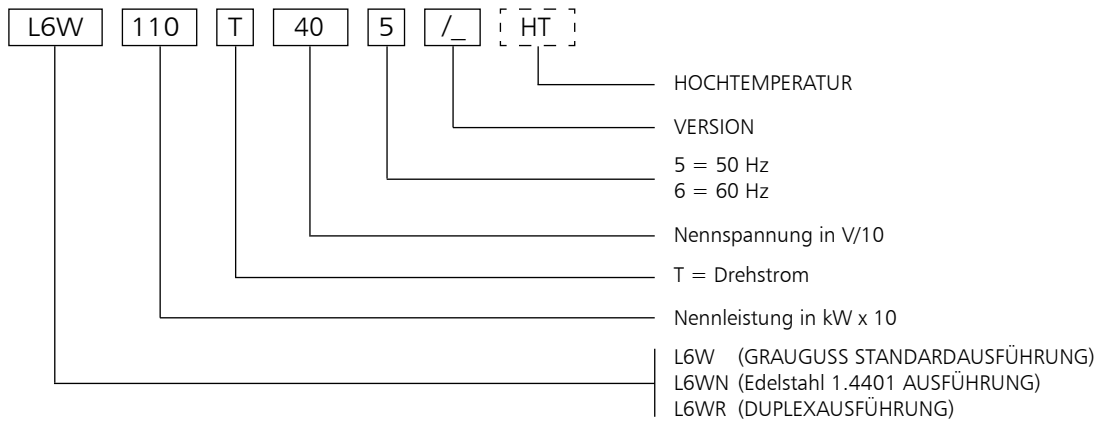 L6W 110 T 40 5 /_ HT
HOCHTEMPERATUR
VERSION
5 = 50 Hz
6 = 60 Hz
Nennspannung in V/10
T = Drehstrom
Nennleistung in kW x 10
L6W (GRAUGUSS STANDARDAUSFÜHRUNG)
L6WN (Edelstahl 1.4401 AUSFÜHRUNG)
L6WR (DUPLEXAUSFÜHRUNG)